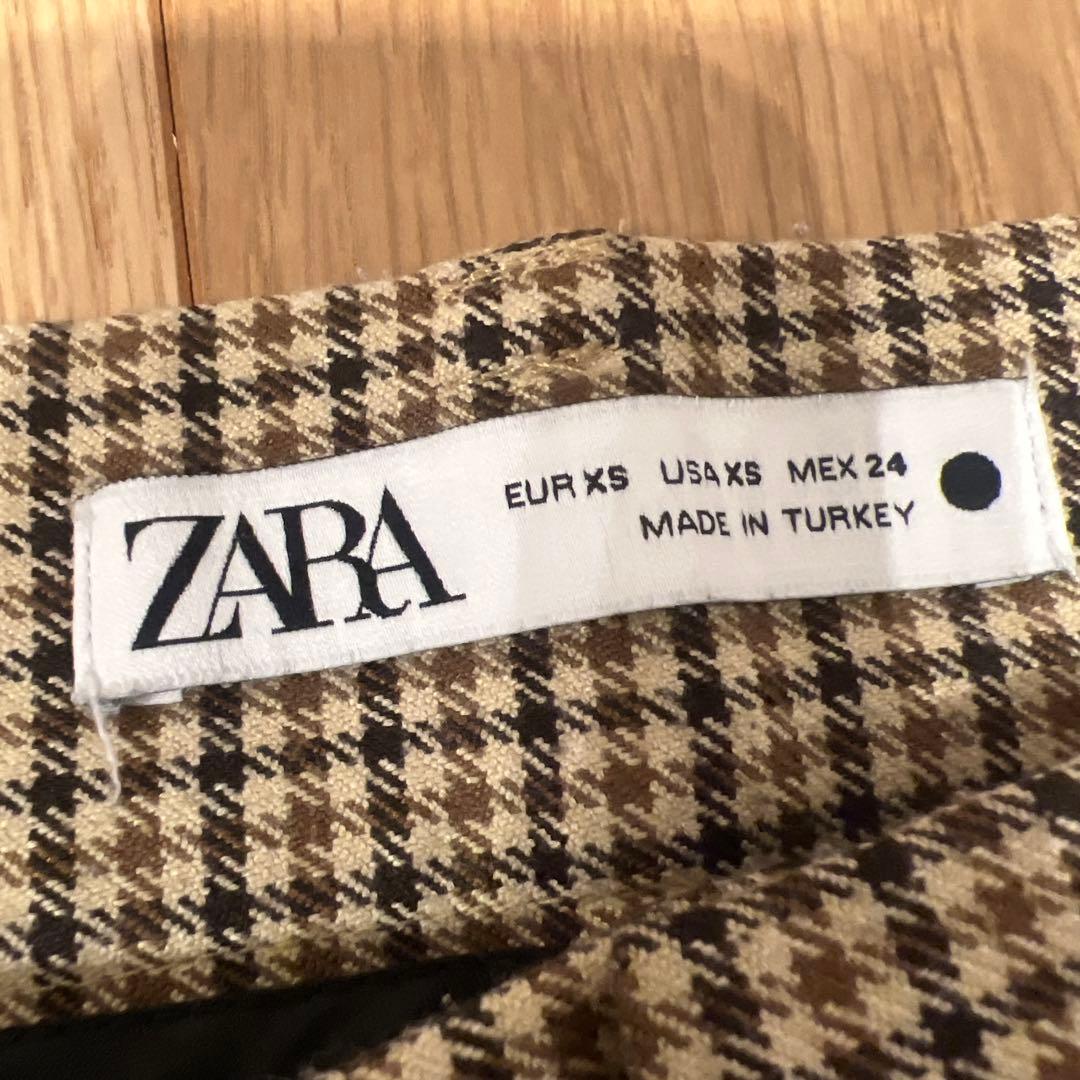 ZARA
EUR XS USA XS MEX 24
MADE IN TURKEY